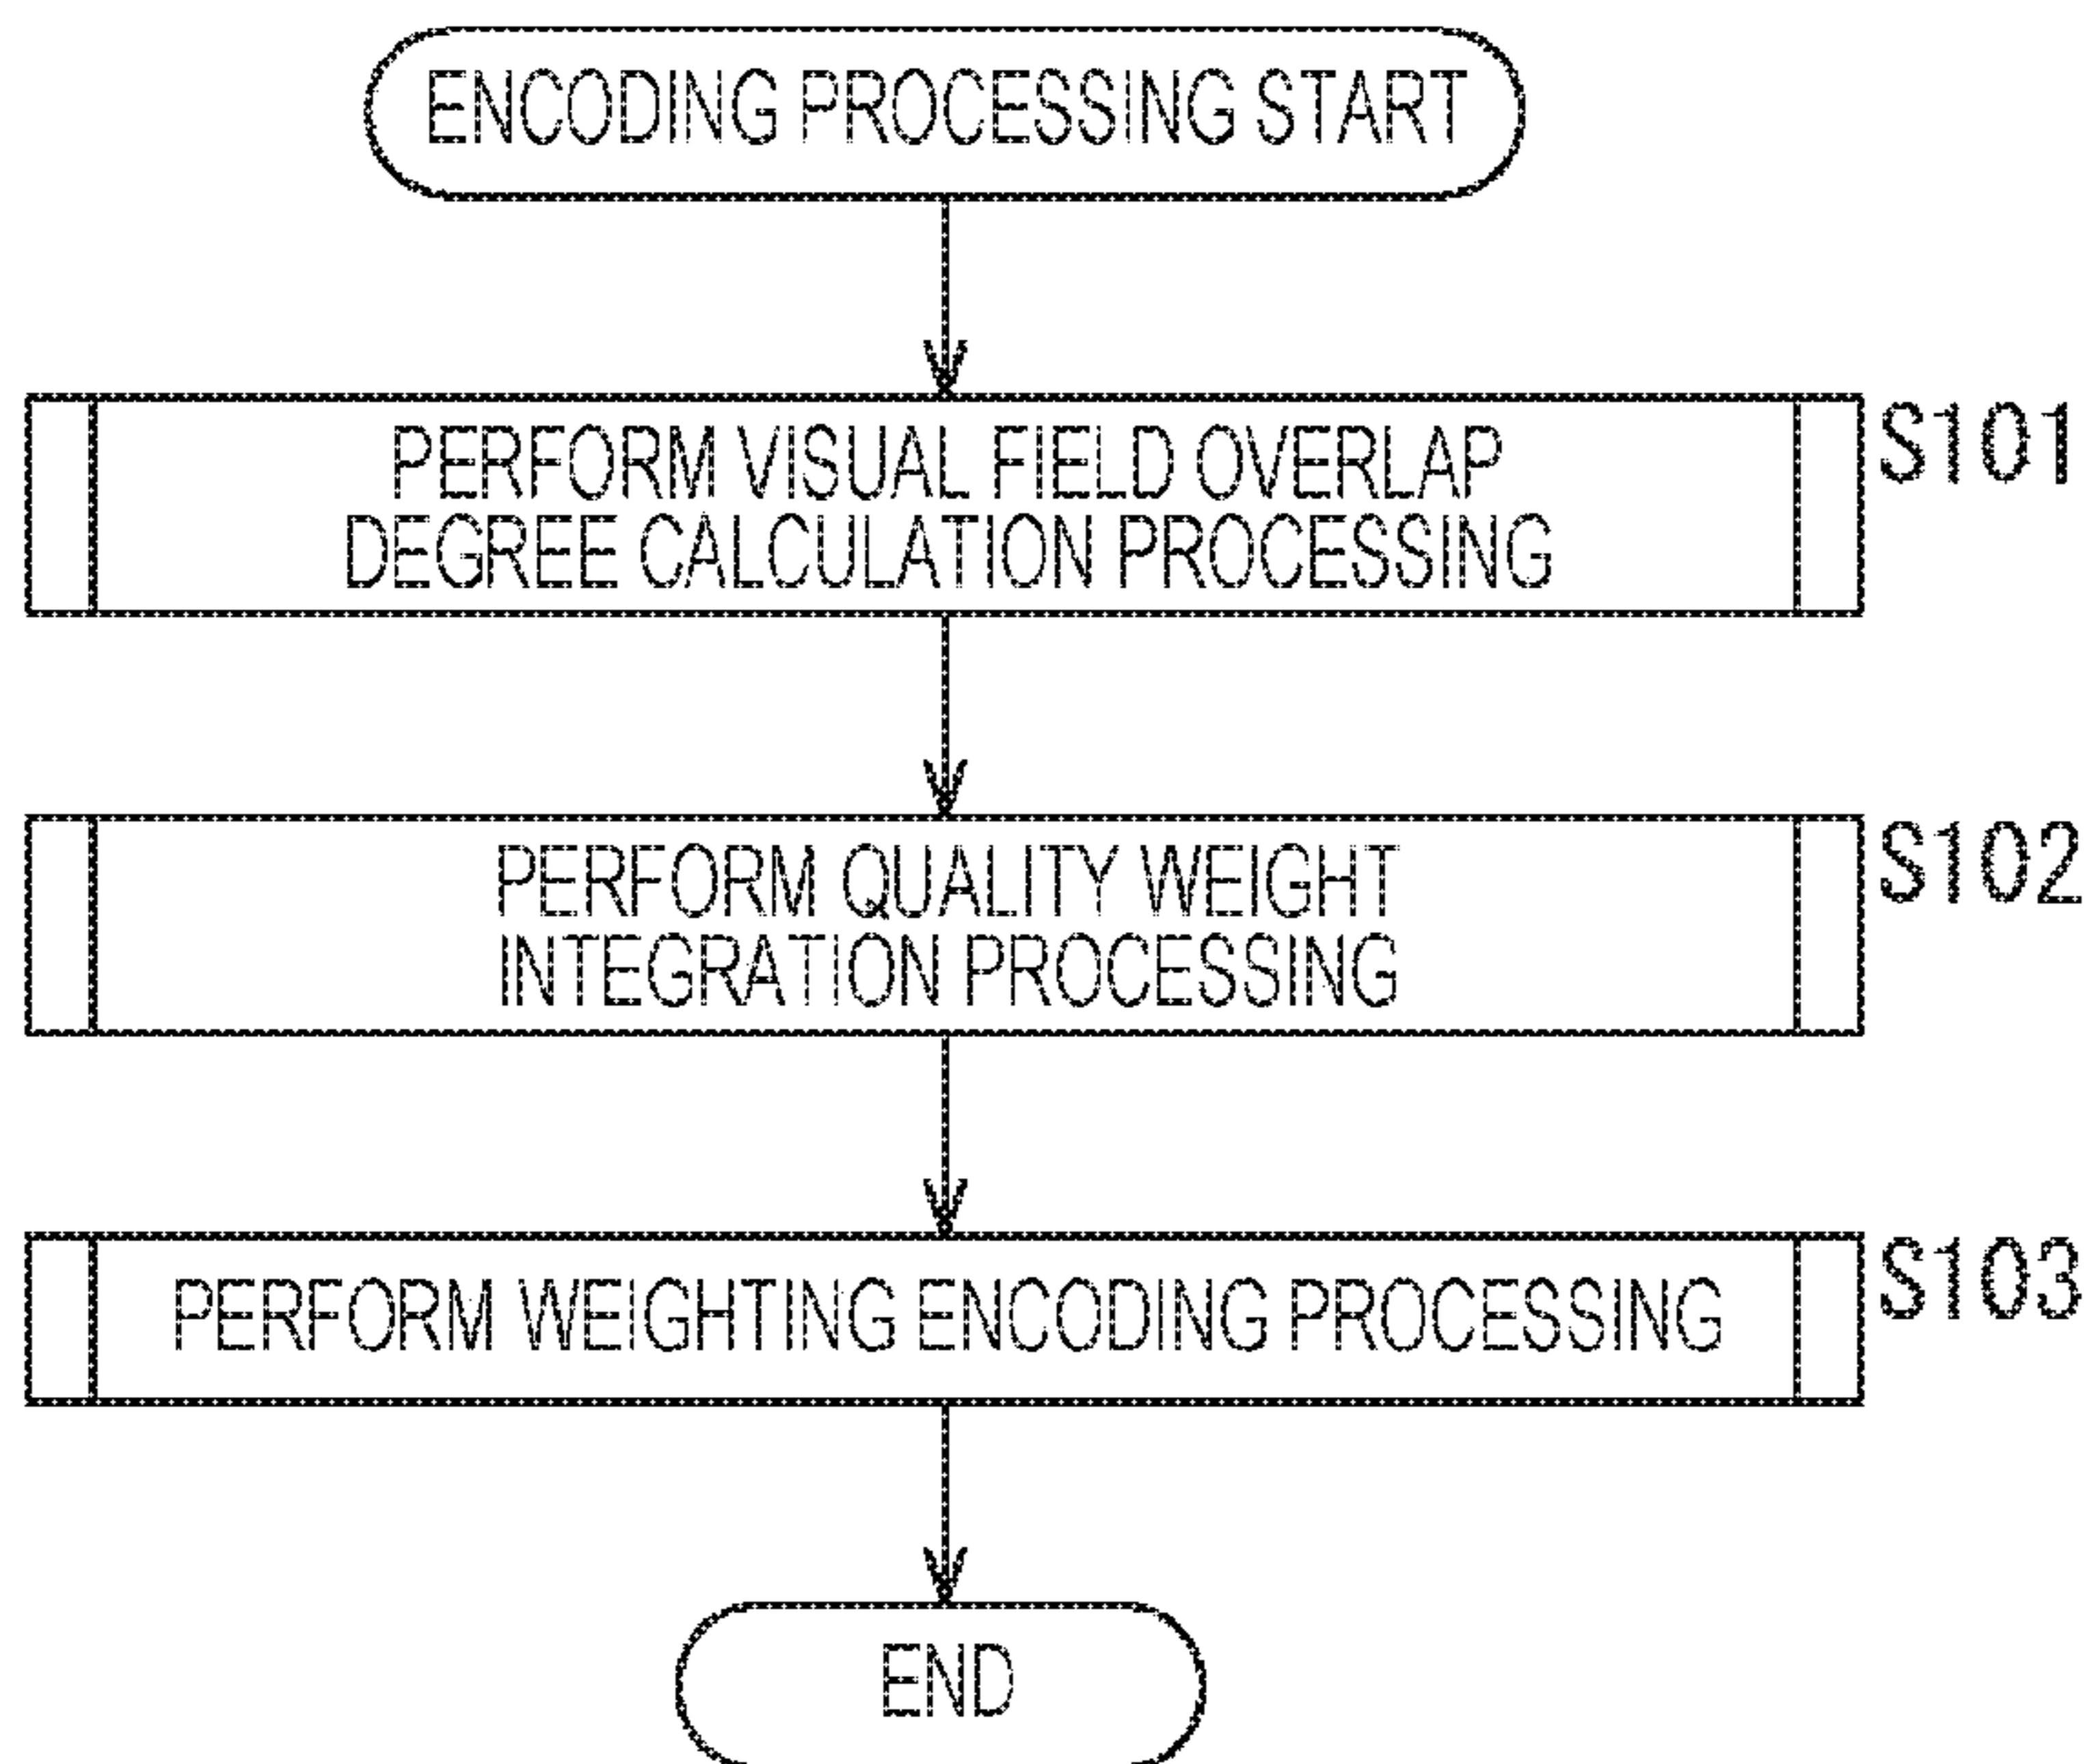 ENCODING PROCESSING START
S101
PERFORM VISUAL FIELD OVERLAP
DEGREE CALCULATION PROCESSING
S102
PERFORM QUALITY WEIGHT
INTEGRATION PROCESSING
S103
PERFORM WEIGHTING ENCODING PROCESSING
END